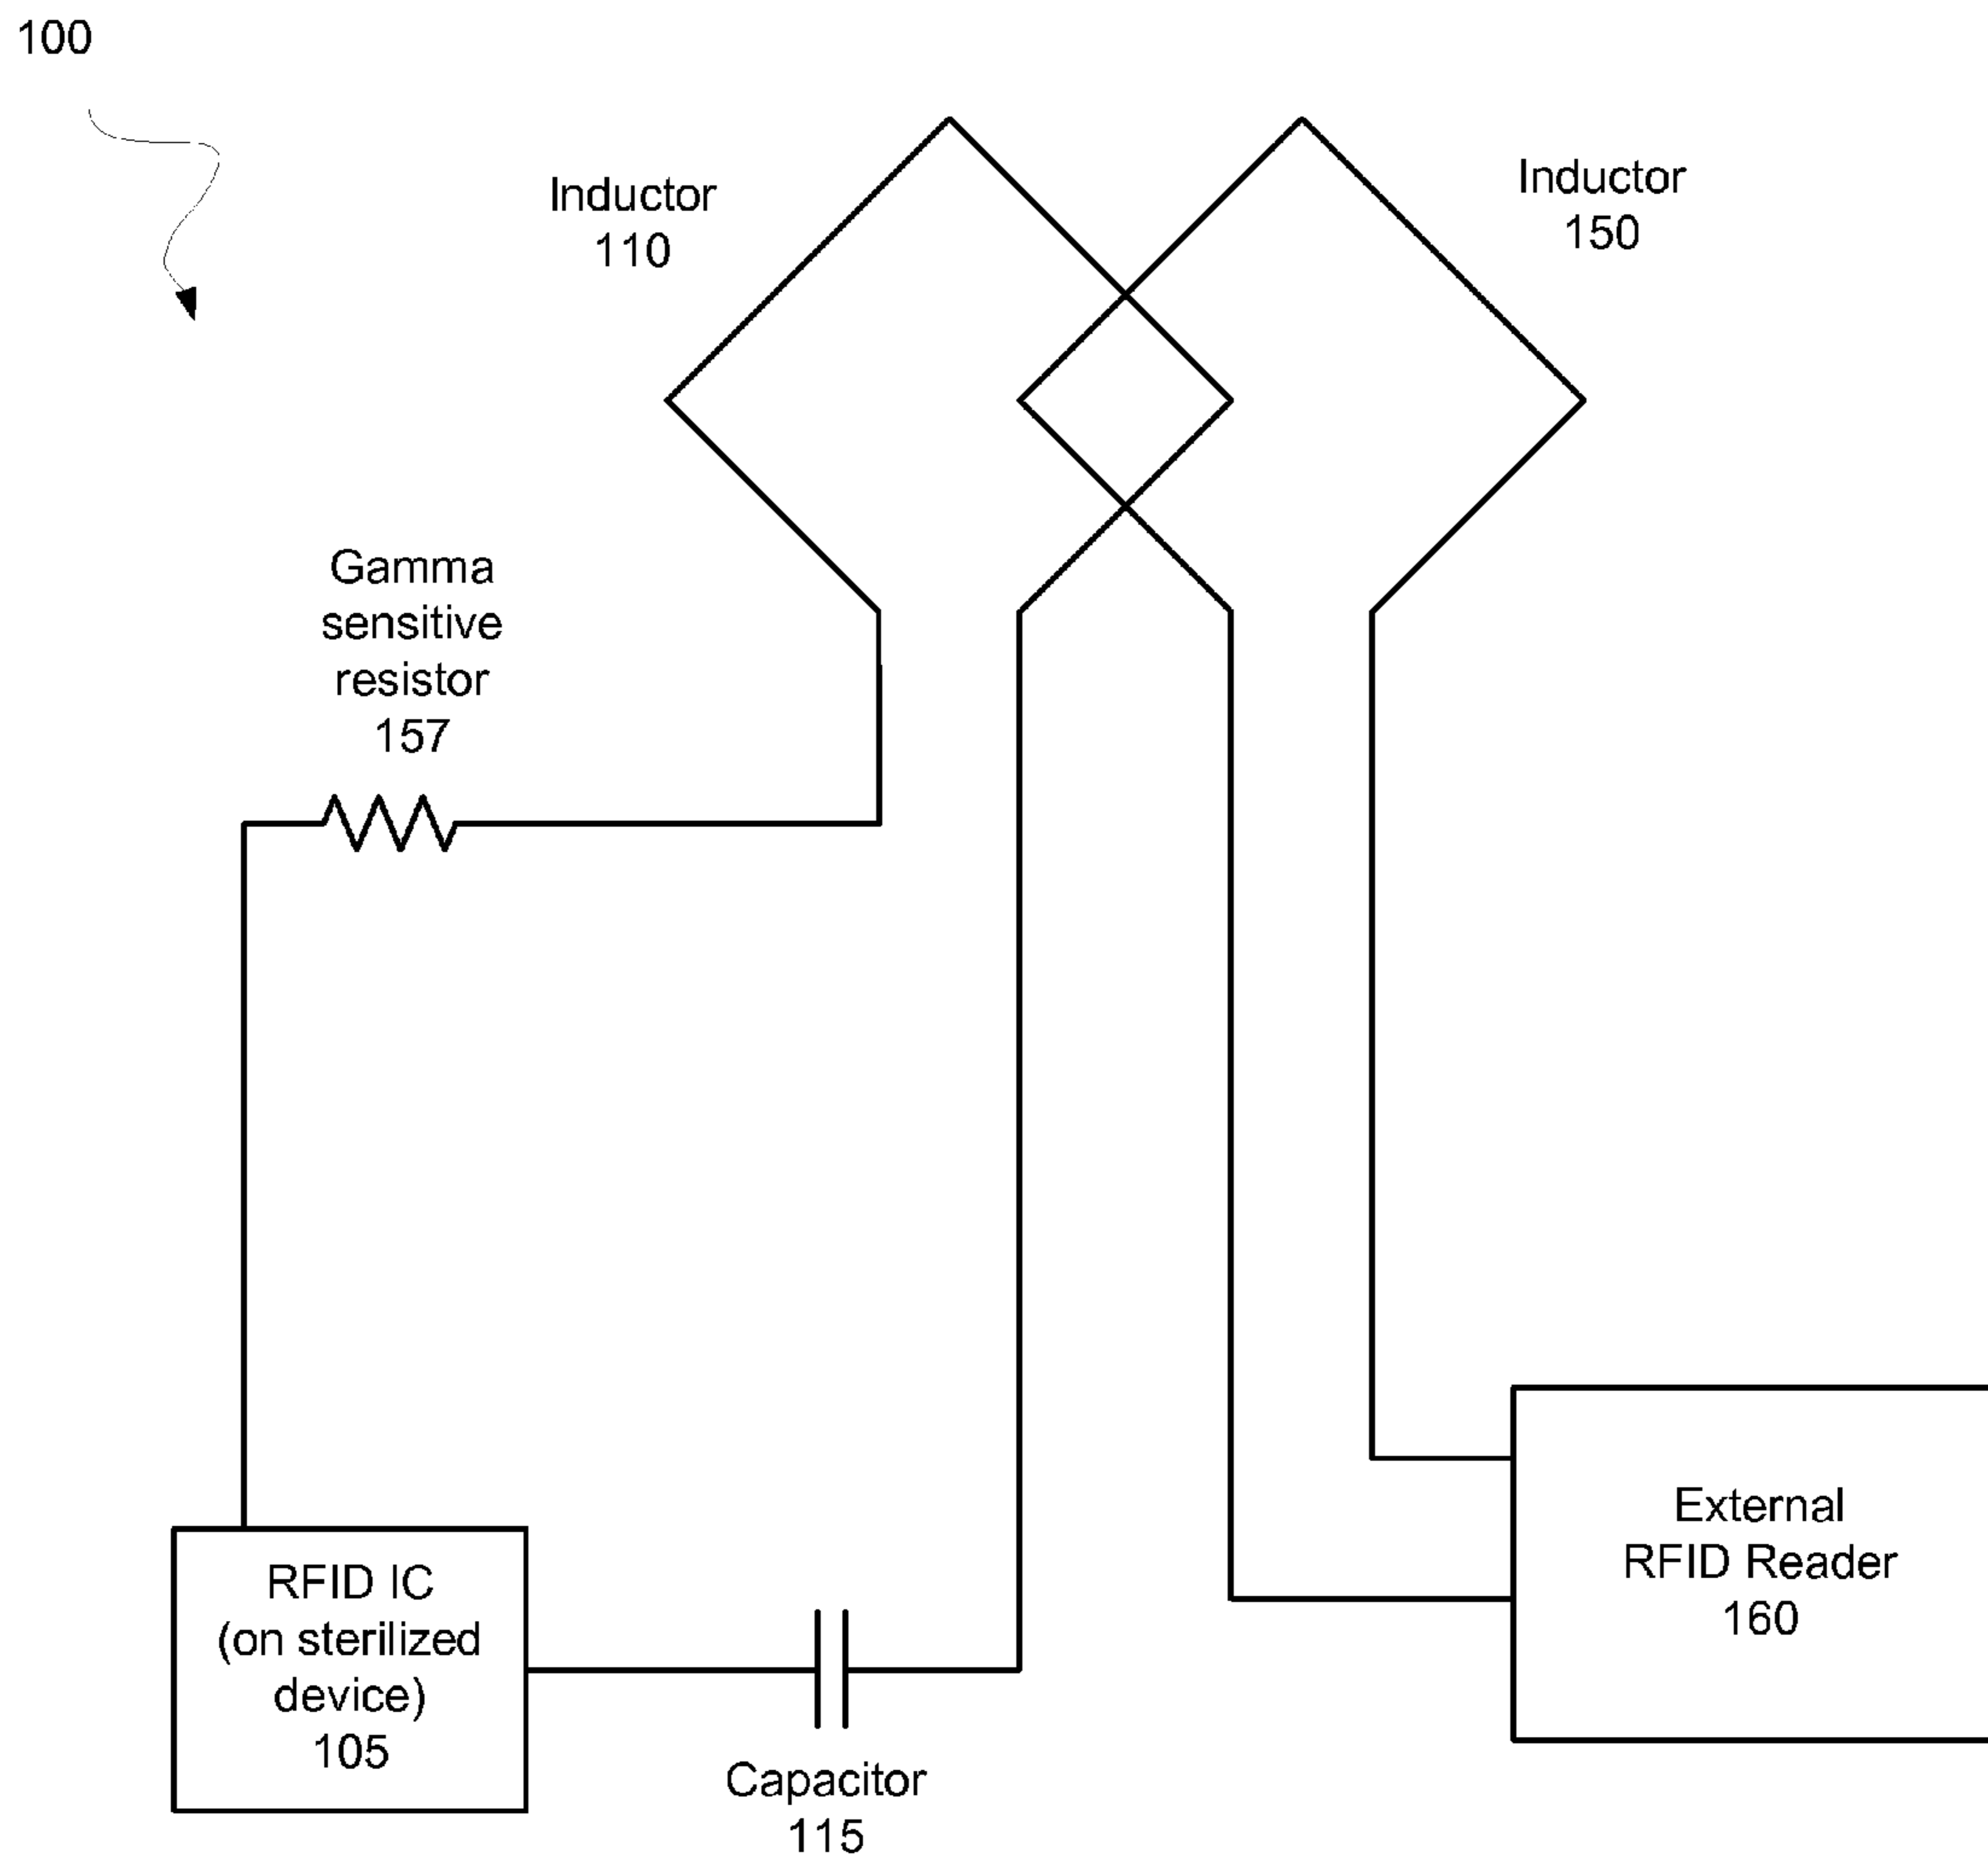 100
Inductor
110
Inductor
150
Gamma
sensitive
resistor
157
External
RFID Reader
160
RFID IC
(on sterilized
device)
105
Capacitor
115